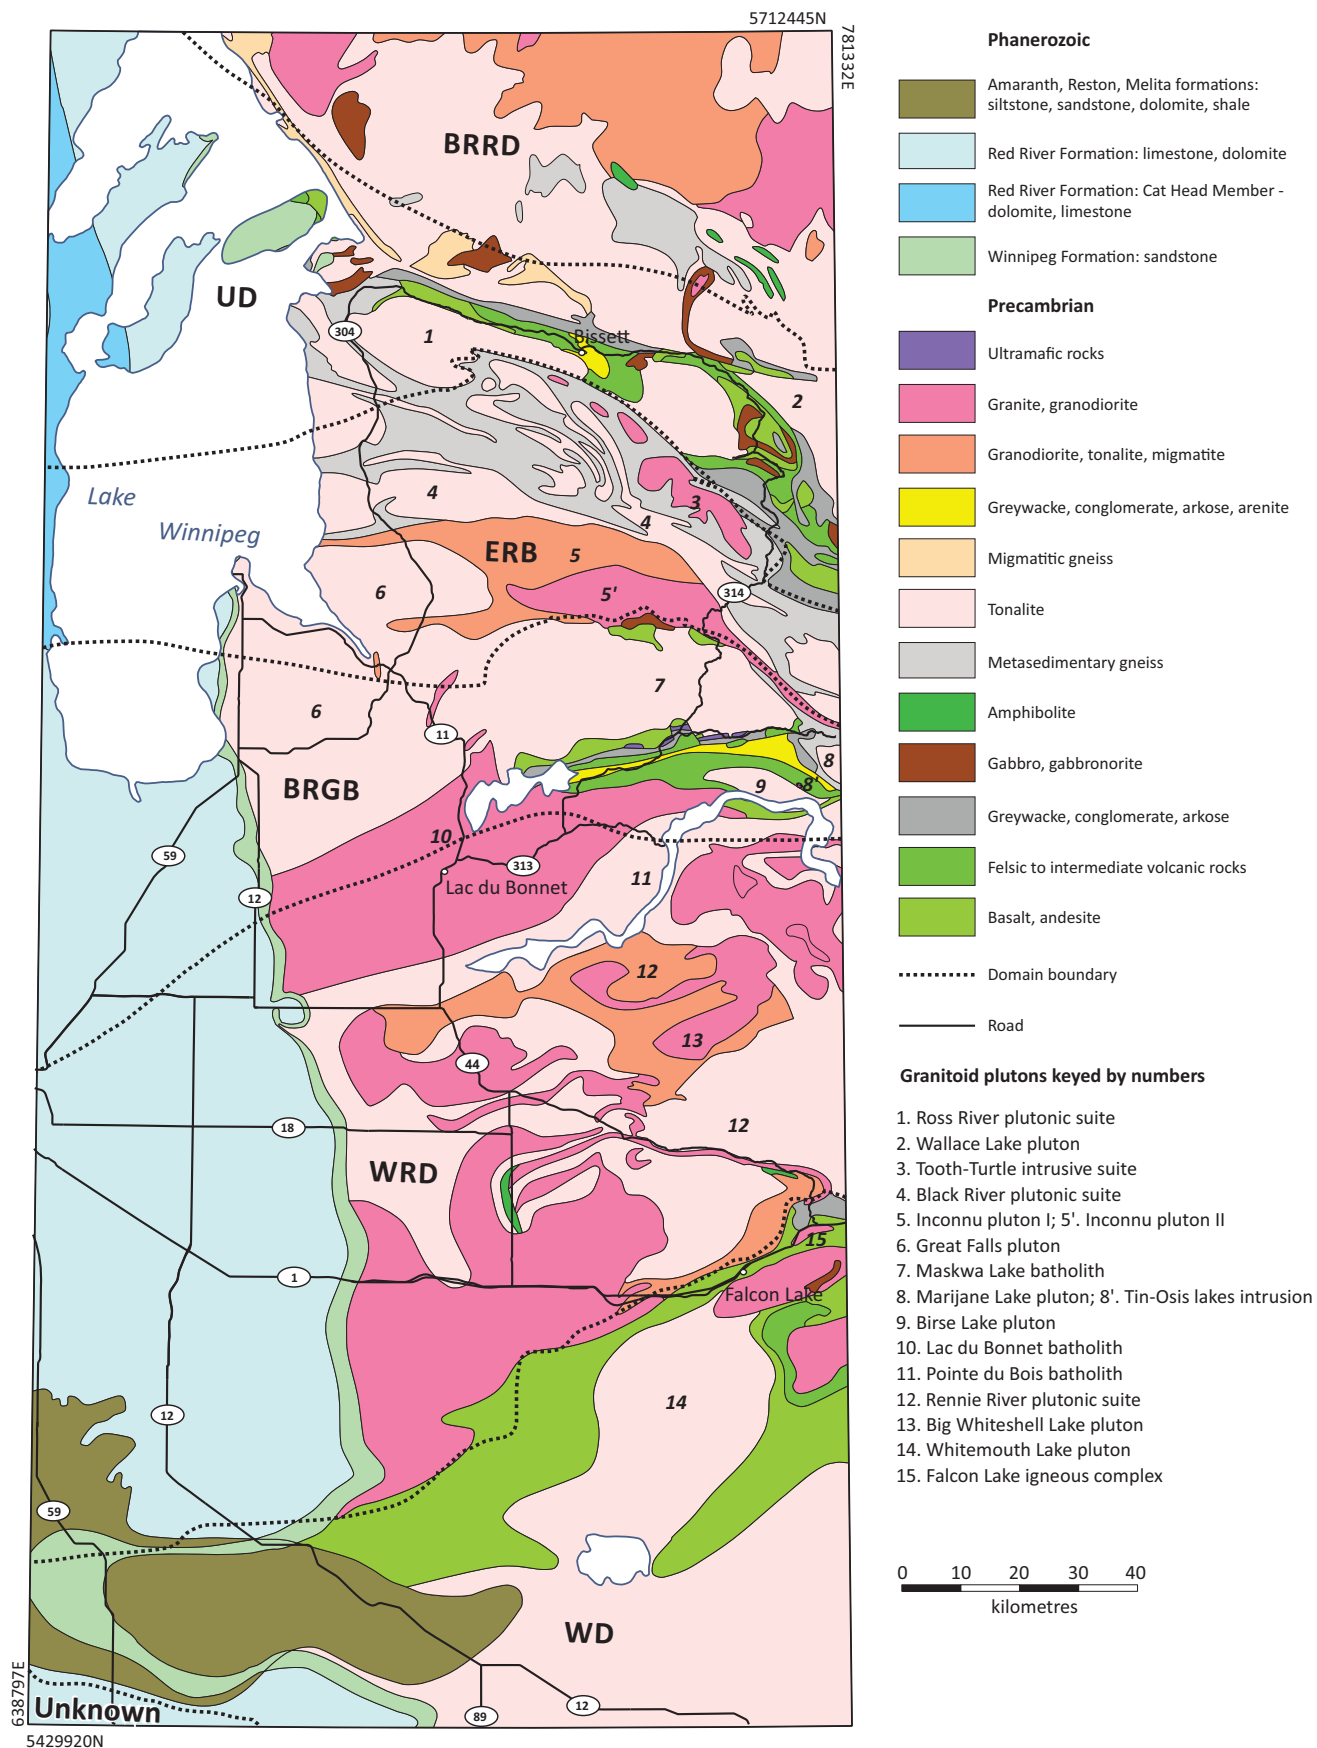 5712445N
781332E
BRRD
UD
304
1
Bissett
2
Lake
Winnipeg
4
3
4
ERB
5
6
5'
314
6
7
11
BRGB
8
8'
9
10
59
313
11
Lac du Bonnet
12
12
13
44
12
18
WRD
15
1
Falcon Lake
14
12
59
WD
12
89
Unknown
638797E
5429920N
Phanerozoic
Amaranth, Reston, Melita formations:
siltstone, sandstone, dolomite, shale
Red River Formation: limestone, dolomite
Red River Formation: Cat Head Member -
dolomite, limestone
Winnipeg Formation: sandstone
Precambrian
Ultramafic rocks
Granite, granodiorite
Granodiorite, tonalite, migmatite
Greywacke, conglomerate, arkose, arenite
Migmatitic gneiss
Tonalite
Metasedimentary gneiss
Amphibolite
Gabbro, gabbronorite
Greywacke, conglomerate, arkose
Felsic to intermediate volcanic rocks
Basalt, andesite
Domain boundary
Road
Granitoid plutons keyed by numbers
1. Ross River plutonic suite
2. Wallace Lake pluton
3. Tooth-Turtle intrusive suite
4. Black River plutonic suite
5. Inconnu pluton I; 5'. Inconnu pluton II
6. Great Falls pluton
7. Maskwa Lake batholith
8. Marijane Lake pluton; 8'. Tin-Osis lakes intrusion
9. Birse Lake pluton
10. Lac du Bonnet batholith
11. Pointe du Bois batholith
12. Rennie River plutonic suite
13. Big Whiteshell Lake pluton
14. Whitemouth Lake pluton
15. Falcon Lake igneous complex
0 10 20 30 40
kilometres